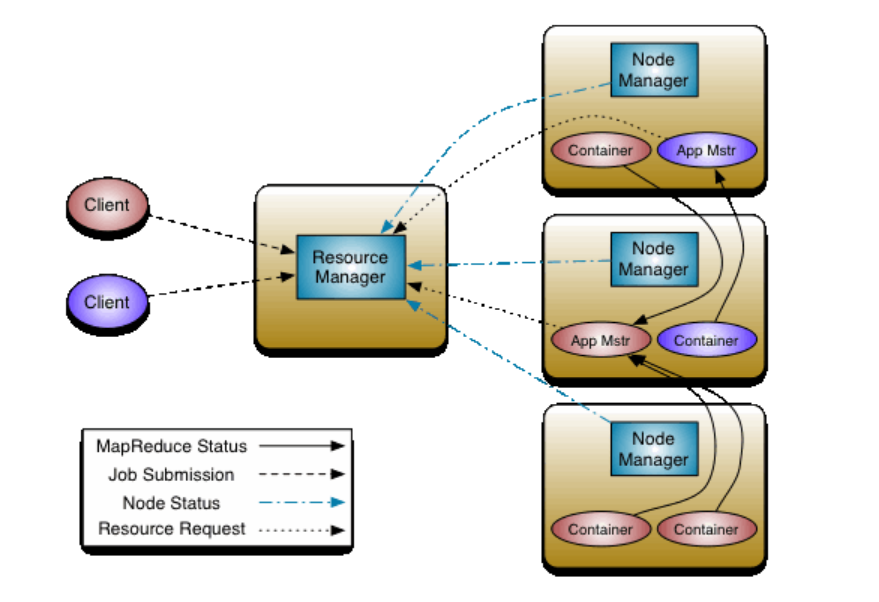 Node
Manager
Container
App Mstr
Client
Resource
Manager
Client
Node
Manager
App Mstr
Container
MapReduce Status
Job Submission
Node Status
Resource Request
Node
Manager
Container
Container